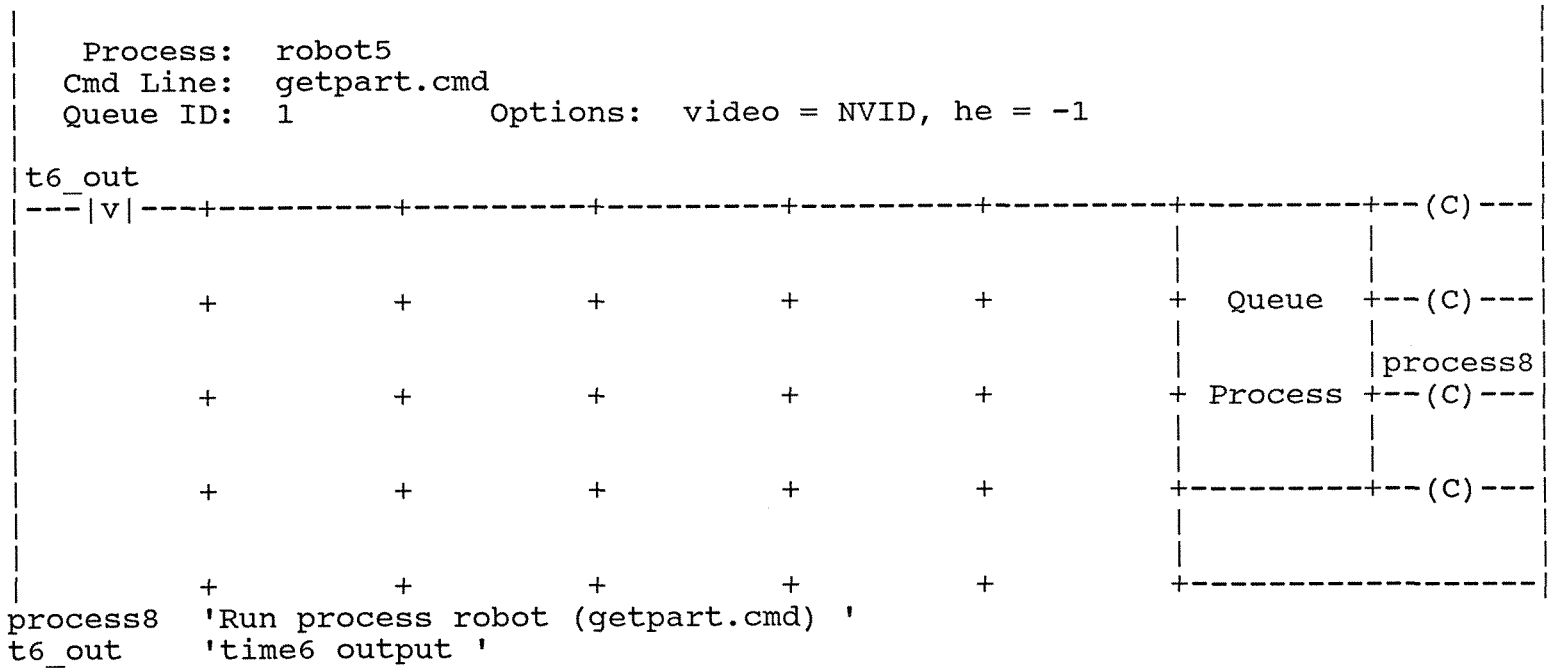 Process: robot5
Cmd Line: getpart.cmd
Queue ID: 1 Options: video = NVID, he = -1
t6_out
|v| (C)
Queue (C)
process8
Process (C)
(C)
process8 'Run process robot (getpart.cmd) '
t6_out 'time6 output '